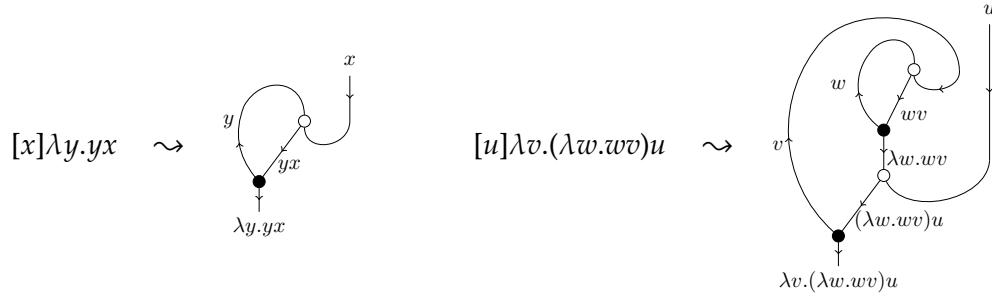 [x]λy.yx ⤳
x
y
yx
λy.yx
[u]λv.(λw.wv)u ⤳
u
w
wv
v
λw.wv
(λw.wv)u
λv.(λw.wv)u